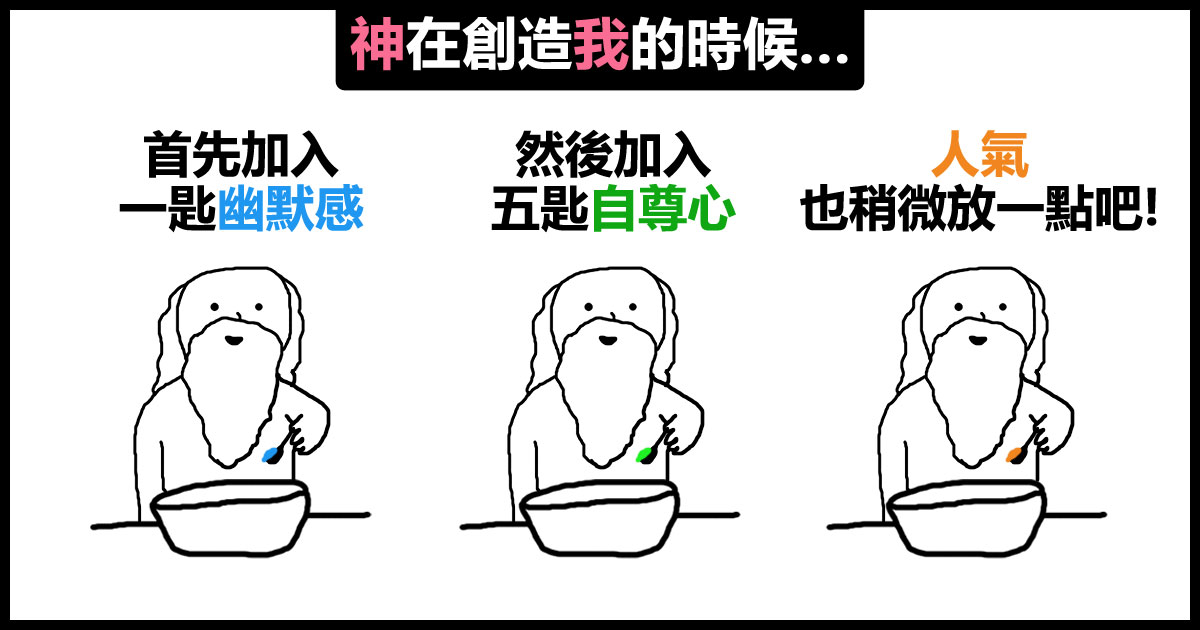 神在創造我的時候...
首先加入
一匙幽默感
然後加入
五匙自尊心
人氣
也稍微放一點吧!